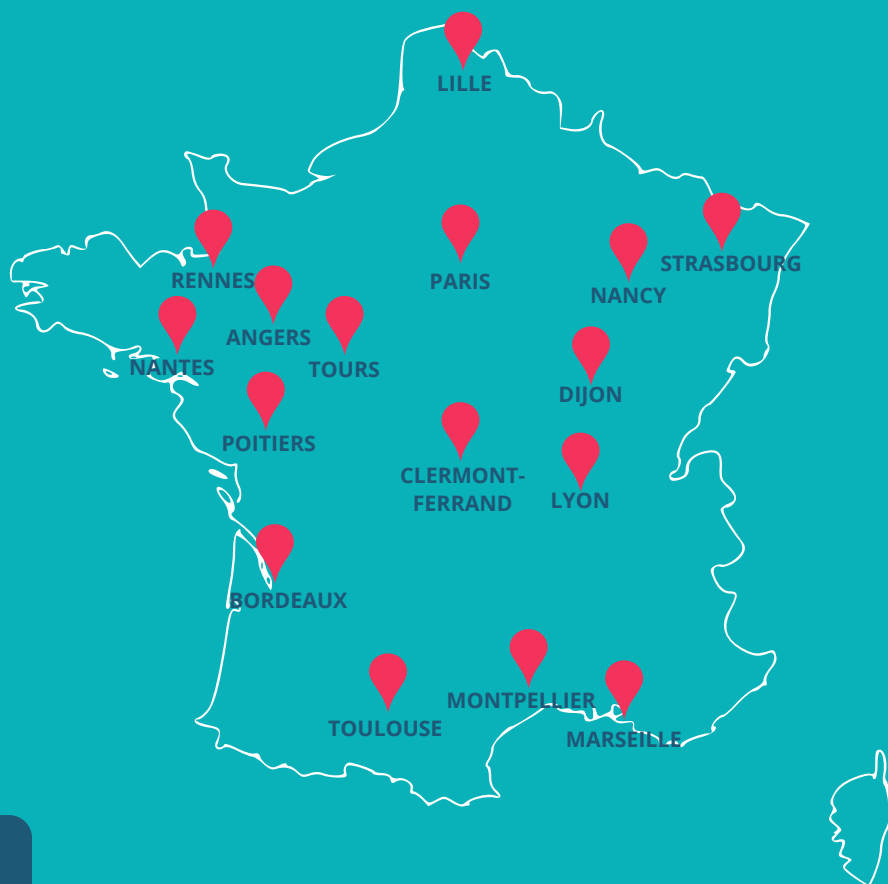 LILLE
STRASBOURG
RENNES
PARIS
NANCY
ANGERS
NANTES
TOURS
DIJON
POITIERS
CLERMONT-
FERRAND
LYON
BORDEAUX
MONTPELLIER
TOULOUSE
MARSEILLE